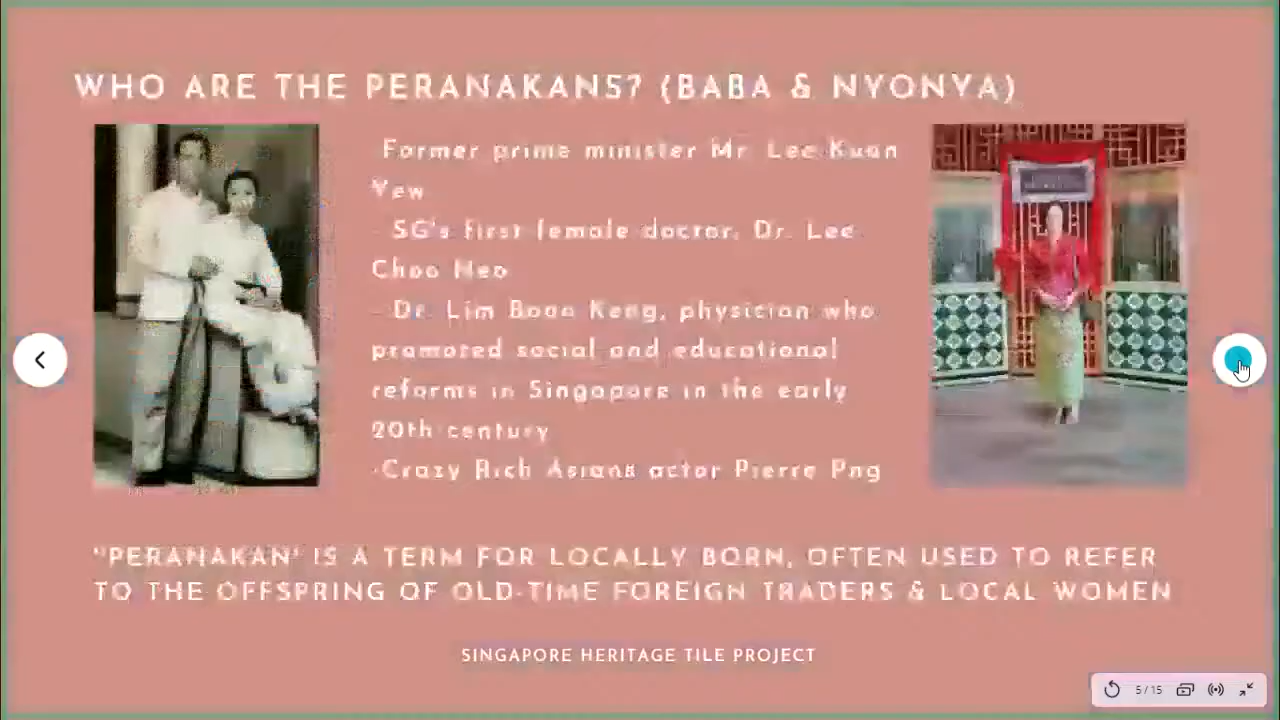 WHO ARE THE PERANAKANS? (BABA & NYONYA)
Former prime minister Mr. Lee Kuan
Yew
SG's first female doctor, Dr. Lee
Choo Neo
- Dr. Lim Boon Keng, physician who
promoted social and educational
reforms in Singapore in the early
20th century
-Crazy Rich Asians actor Pierre Png
"PERANAKAN" IS A TERM FOR LOCALLY BORN, OFTEN USED TO REFER
TO THE OFFSPRING OF OLD-TIME FOREIGN TRADERS & LOCAL WOMEN
SINGAPORE HERITAGE TILE PROJECT
5/15